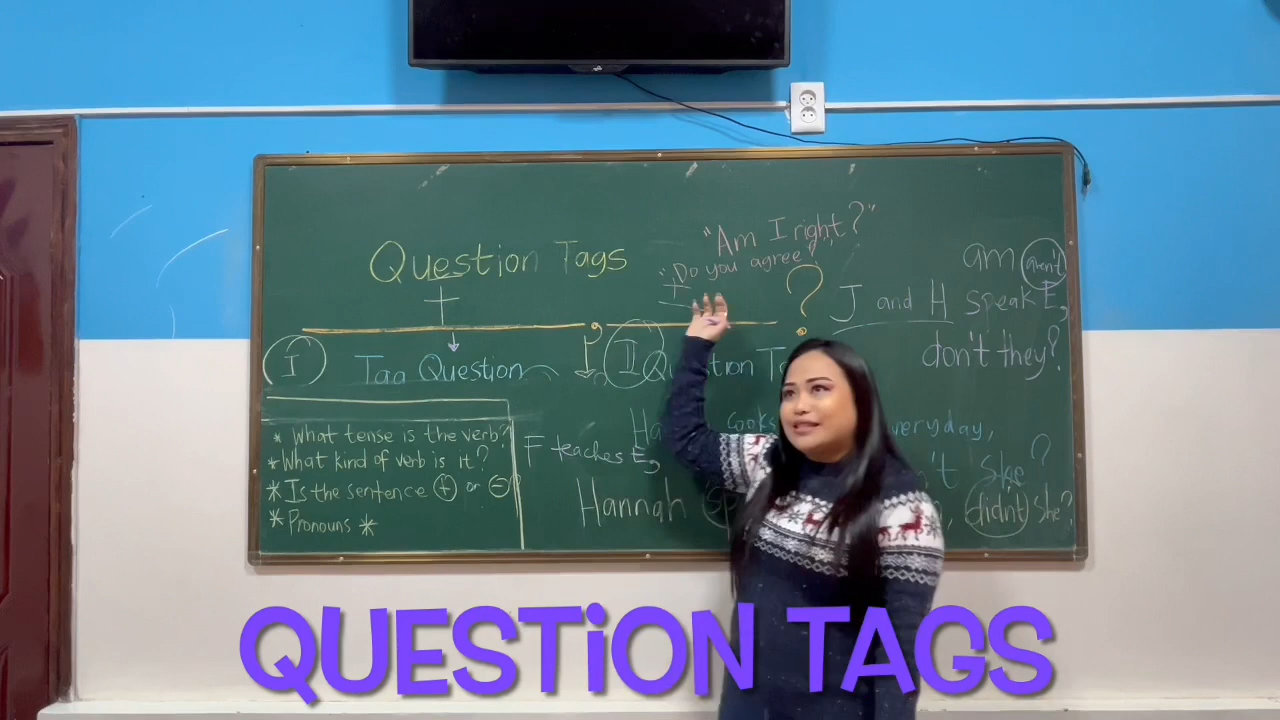 "Am I right?"
"Do you agree?"
Question Tags
+
+
?
am aren't
J and H speak E,
don't they?
I Tag Question
II Question
* What tense is the verb?
* What kind of verb is it?
* Is the sentence + or -
* Pronouns *
F teaches E,
cooks everyday,
she?
Hannah
, didn't she?
QUESTiON TAGS